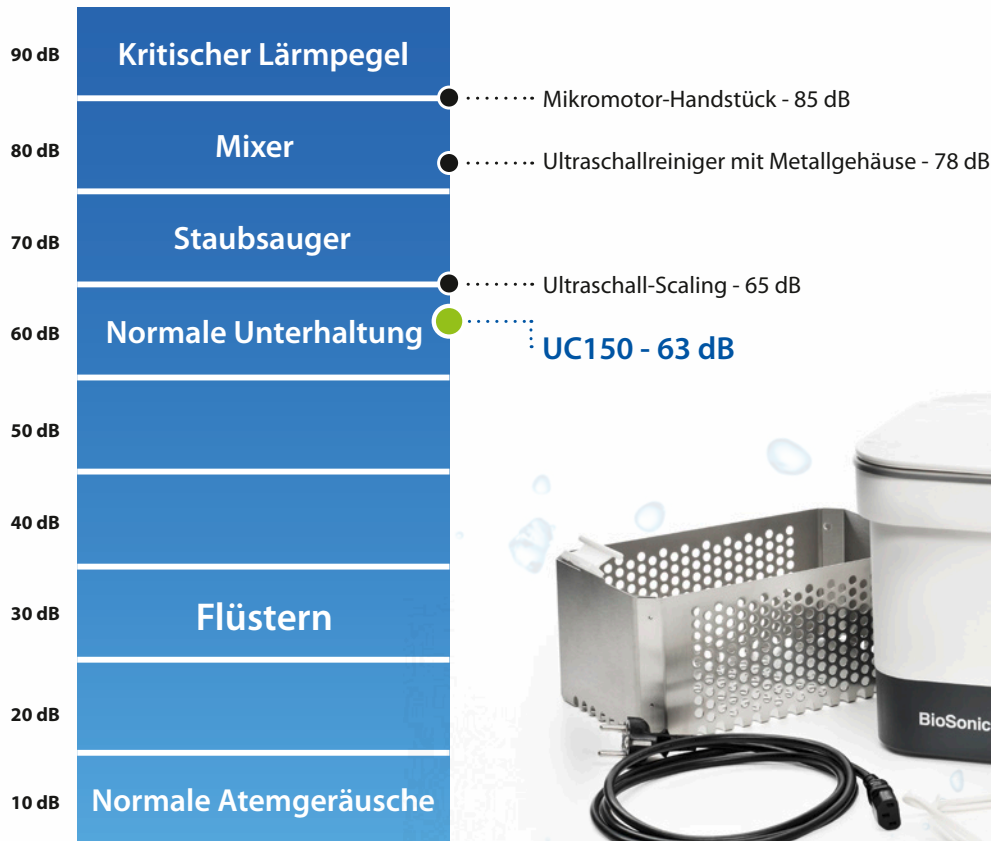 90 dB
Kritischer Lärmpegel
Mikromotor-Handstück - 85 dB
80 dB
Mixer
Ultraschallreiniger mit Metallgehäuse - 78 dB
70 dB
Staubsauger
Ultraschall-Scaling - 65 dB
60 dB
Normale Unterhaltung
UC150 - 63 dB
50 dB
40 dB
30 dB
Flüstern
20 dB
BioSonic
10 dB
Normale Atemgeräusche